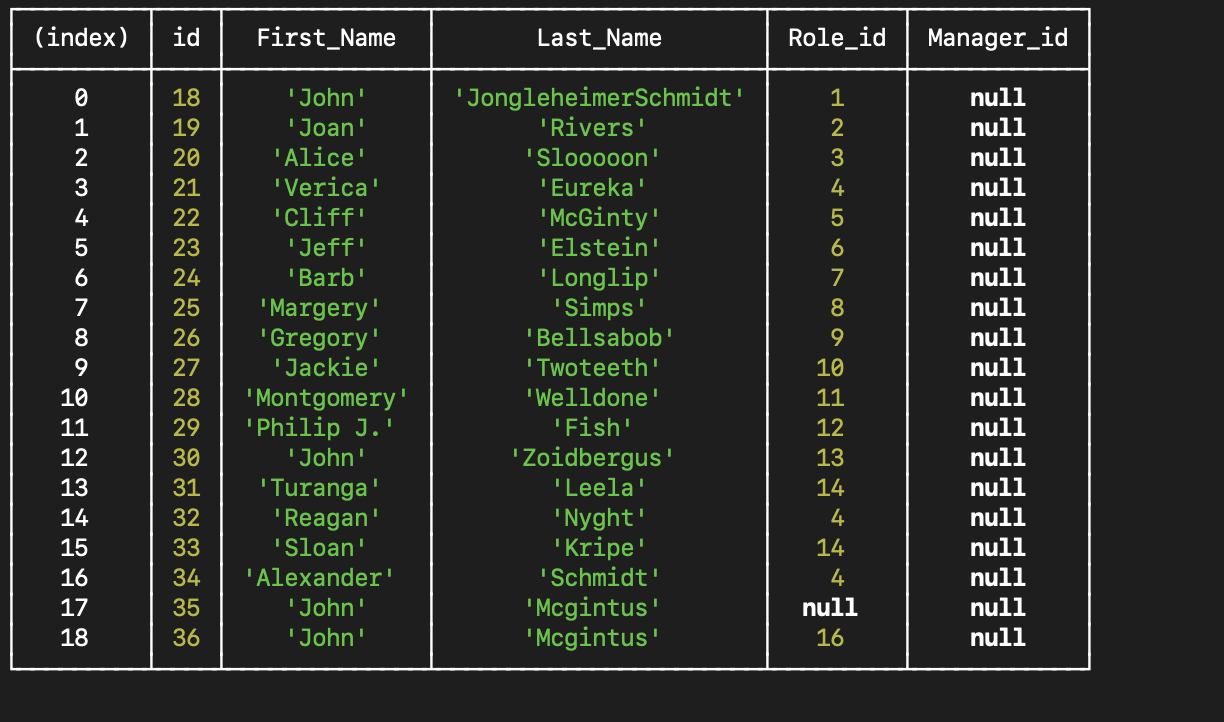 (index) id First_Name Last_Name Role_id Manager_id
0 18 'John' 'JongleheimerSchmidt' 1 null
1 19 'Joan' 'Rivers' 2 null
2 20 'Alice' 'Slooooon' 3 null
3 21 'Verica' 'Eureka' 4 null
4 22 'Cliff' 'McGinty' 5 null
5 23 'Jeff' 'Elstein' 6 null
6 24 'Barb' 'Longlip' 7 null
7 25 'Margery' 'Simps' 8 null
8 26 'Gregory' 'Bellsabob' 9 null
9 27 'Jackie' 'Twoteeth' 10 null
10 28 'Montgomery' 'Welldone' 11 null
11 29 'Philip J.' 'Fish' 12 null
12 30 'John' 'Zoidbergus' 13 null
13 31 'Turanga' 'Leela' 14 null
14 32 'Reagan' 'Nyght' 4 null
15 33 'Sloan' 'Kripe' 14 null
16 34 'Alexander' 'Schmidt' 4 null
17 35 'John' 'Mcgintus' null null
18 36 'John' 'Mcgintus' 16 null